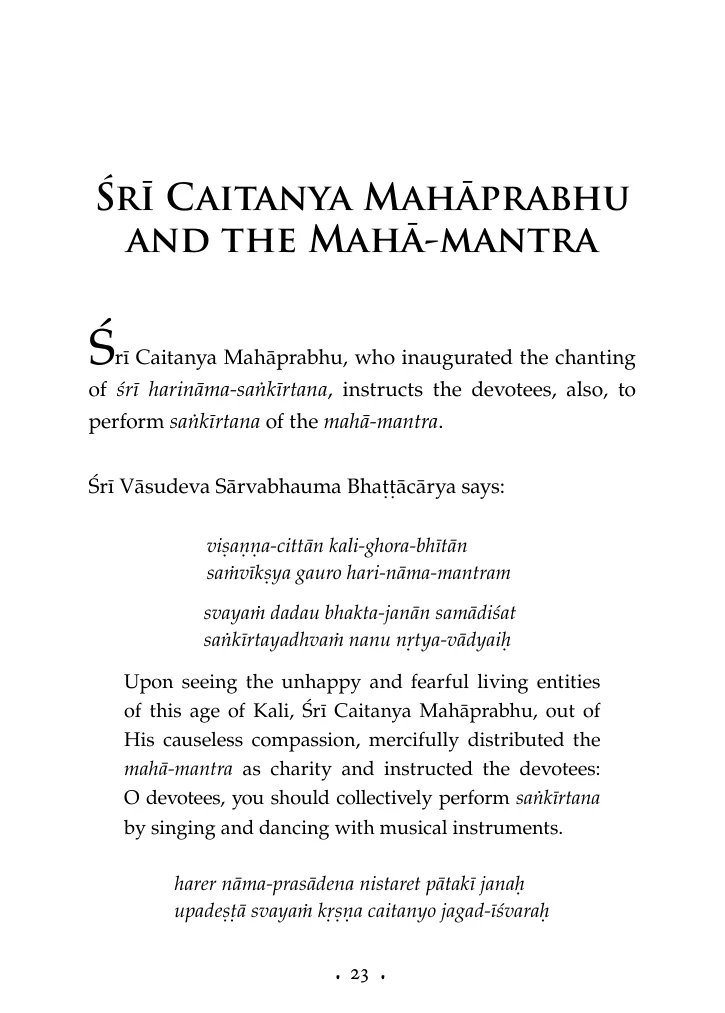 Śrī Caitanya Mahāprabhu
and the Mahā-mantra
Śrī Caitanya Mahāprabhu, who inaugurated the chanting
of śrī harināma-saṅkīrtana, instructs the devotees, also, to
perform saṅkīrtana of the mahā-mantra.
Śrī Vāsudeva Sārvabhauma Bhaṭṭācārya says:
viṣaṇṇa-cittān kali-ghora-bhītān
saṁvīkṣya gauro hari-nāma-mantram
svayaṁ dadau bhakta-janān samādiśat
saṅkīrtayadhvaṁ nanu nṛtya-vādyaiḥ
Upon seeing the unhappy and fearful living entities
of this age of Kali, Śrī Caitanya Mahāprabhu, out of
His causeless compassion, mercifully distributed the
mahā-mantra as charity and instructed the devotees:
O devotees, you should collectively perform saṅkīrtana
by singing and dancing with musical instruments.
harer nāma-prasādena nistaret pātakī janaḥ
upadeṣṭā svayaṁ kṛṣṇa caitanyo jagad-īśvaraḥ
• 23 •